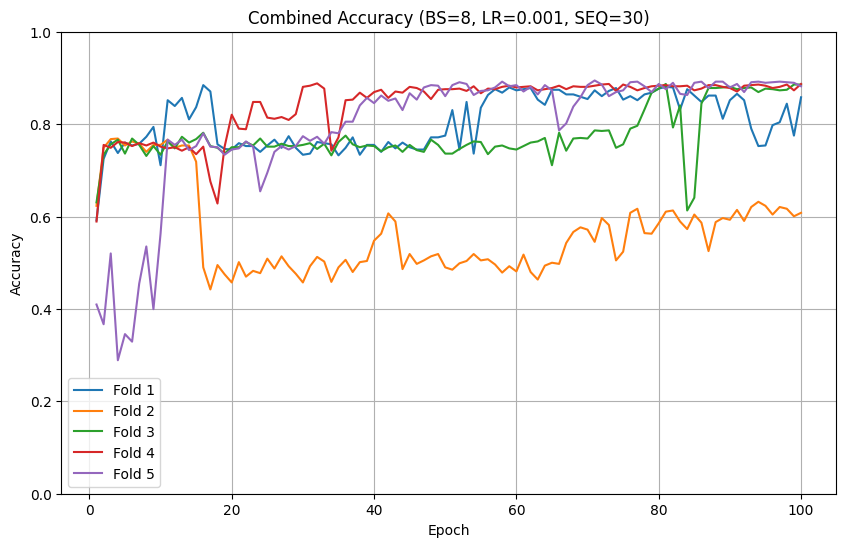 Combined Accuracy (BS=8, LR=0.001, SEQ=30)
1.0
0.8
0.6
0.4
0.2
0.0
Accuracy
Fold 1
Fold 2
Fold 3
Fold 4
Fold 5
0 20 40 60 80 100
Epoch